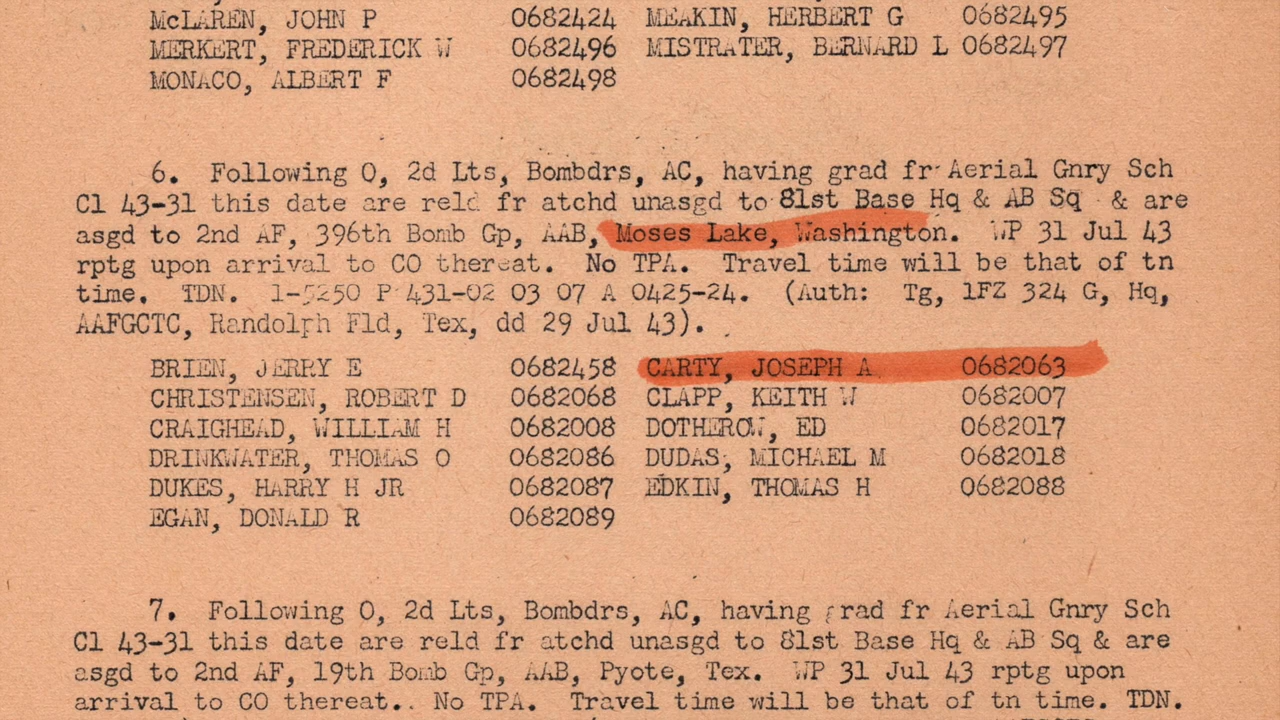 McLAREN, JOHN P 0682424 MEAKIN, HERBERT G 0682495
MERKERT, FREDERICK W 0682496 MISTRATER, BERNARD L 0682497
MONACO, ALBERT F 0682498
6. Following O, 2d Lts, Bombdrs, AC, having grad fr Aerial Gnry Sch
Cl 43-31 this date are reld fr atchd unasgd to 81st Base Hq & AB Sq & are
asgd to 2nd AF, 396th Bomb Gp, AAB, Moses Lake, Washington. WP 31 Jul 43
rptg upon arrival to CO thereat. No TPA. Travel time will be that of tn
time. TDN. 1-5250 P 431-02 03 07 A 0425-24. (Auth: Tg, 1FZ 324 G, Hq,
AAFGCTC, Randolph Fld, Tex, dd 29 Jul 43).
BRIEN, JERRY E 0682458 CARTY, JOSEPH A 0682063
CHRISTENSEN, ROBERT D 0682068 CLAPP, KEITH W 0682007
CRAIGHEAD, WILLIAM H 0682008 DOTHEROW, ED 0682017
DRINKWATER, THOMAS O 0682086 DUDAS, MICHAEL M 0682018
DUKES, HARRY H JR 0682087 EDKIN, THOMAS H 0682088
EGAN, DONALD R 0682089
7. Following O, 2d Lts, Bombdrs, AC, having grad fr Aerial Gnry Sch
Cl 43-31 this date are reld fr atchd unasgd to 81st Base Hq & AB Sq & are
asgd to 2nd AF, 19th Bomb Gp, AAB, Pyote, Tex. WP 31 Jul 43 rptg upon
arrival to CO thereat.. No TPA. Travel time will be that of tn time. TDN.